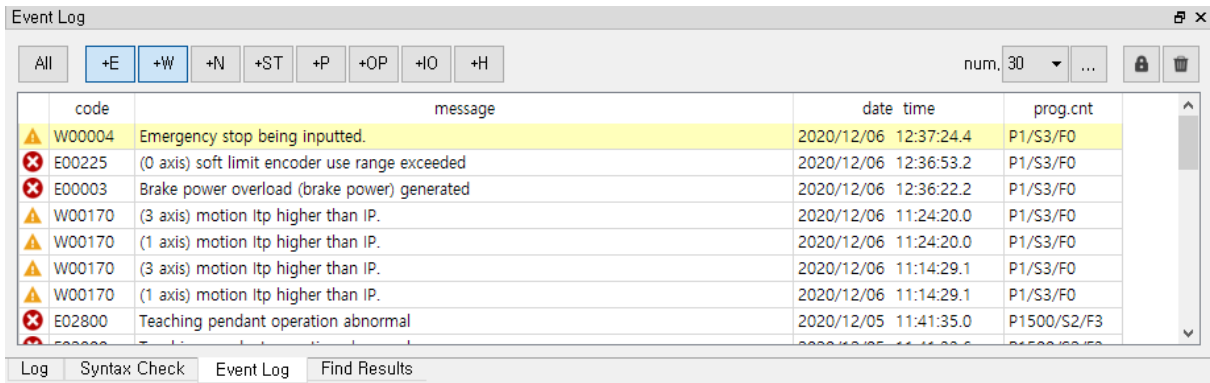 Event Log
All +E +W +N +ST +P +OP +IO +H num, 30 ...
code message date time prog.cnt
W00004 Emergency stop being inputted. 2020/12/06 12:37:24.4 P1/S3/F0
E00225 (0 axis) soft limit encoder use range exceeded 2020/12/06 12:36:53.2 P1/S3/F0
E00003 Brake power overload (brake power) generated 2020/12/06 12:36:22.2 P1/S3/F0
W00170 (3 axis) motion Itp higher than IP. 2020/12/06 11:24:20.0 P1/S3/F0
W00170 (1 axis) motion Itp higher than IP. 2020/12/06 11:24:20.0 P1/S3/F0
W00170 (3 axis) motion Itp higher than IP. 2020/12/06 11:14:29.1 P1/S3/F0
W00170 (1 axis) motion Itp higher than IP. 2020/12/06 11:14:29.1 P1/S3/F0
E02800 Teaching pendant operation abnormal 2020/12/05 11:41:35.0 P1500/S2/F3
Log Syntax Check Event Log Find Results